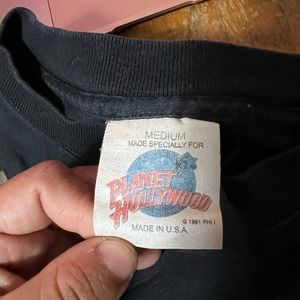 MEDIUM
MADE SPECIALLY FOR
PLANET
HOLLYWOOD
© 1991 PHI
MADE IN U.S.A.